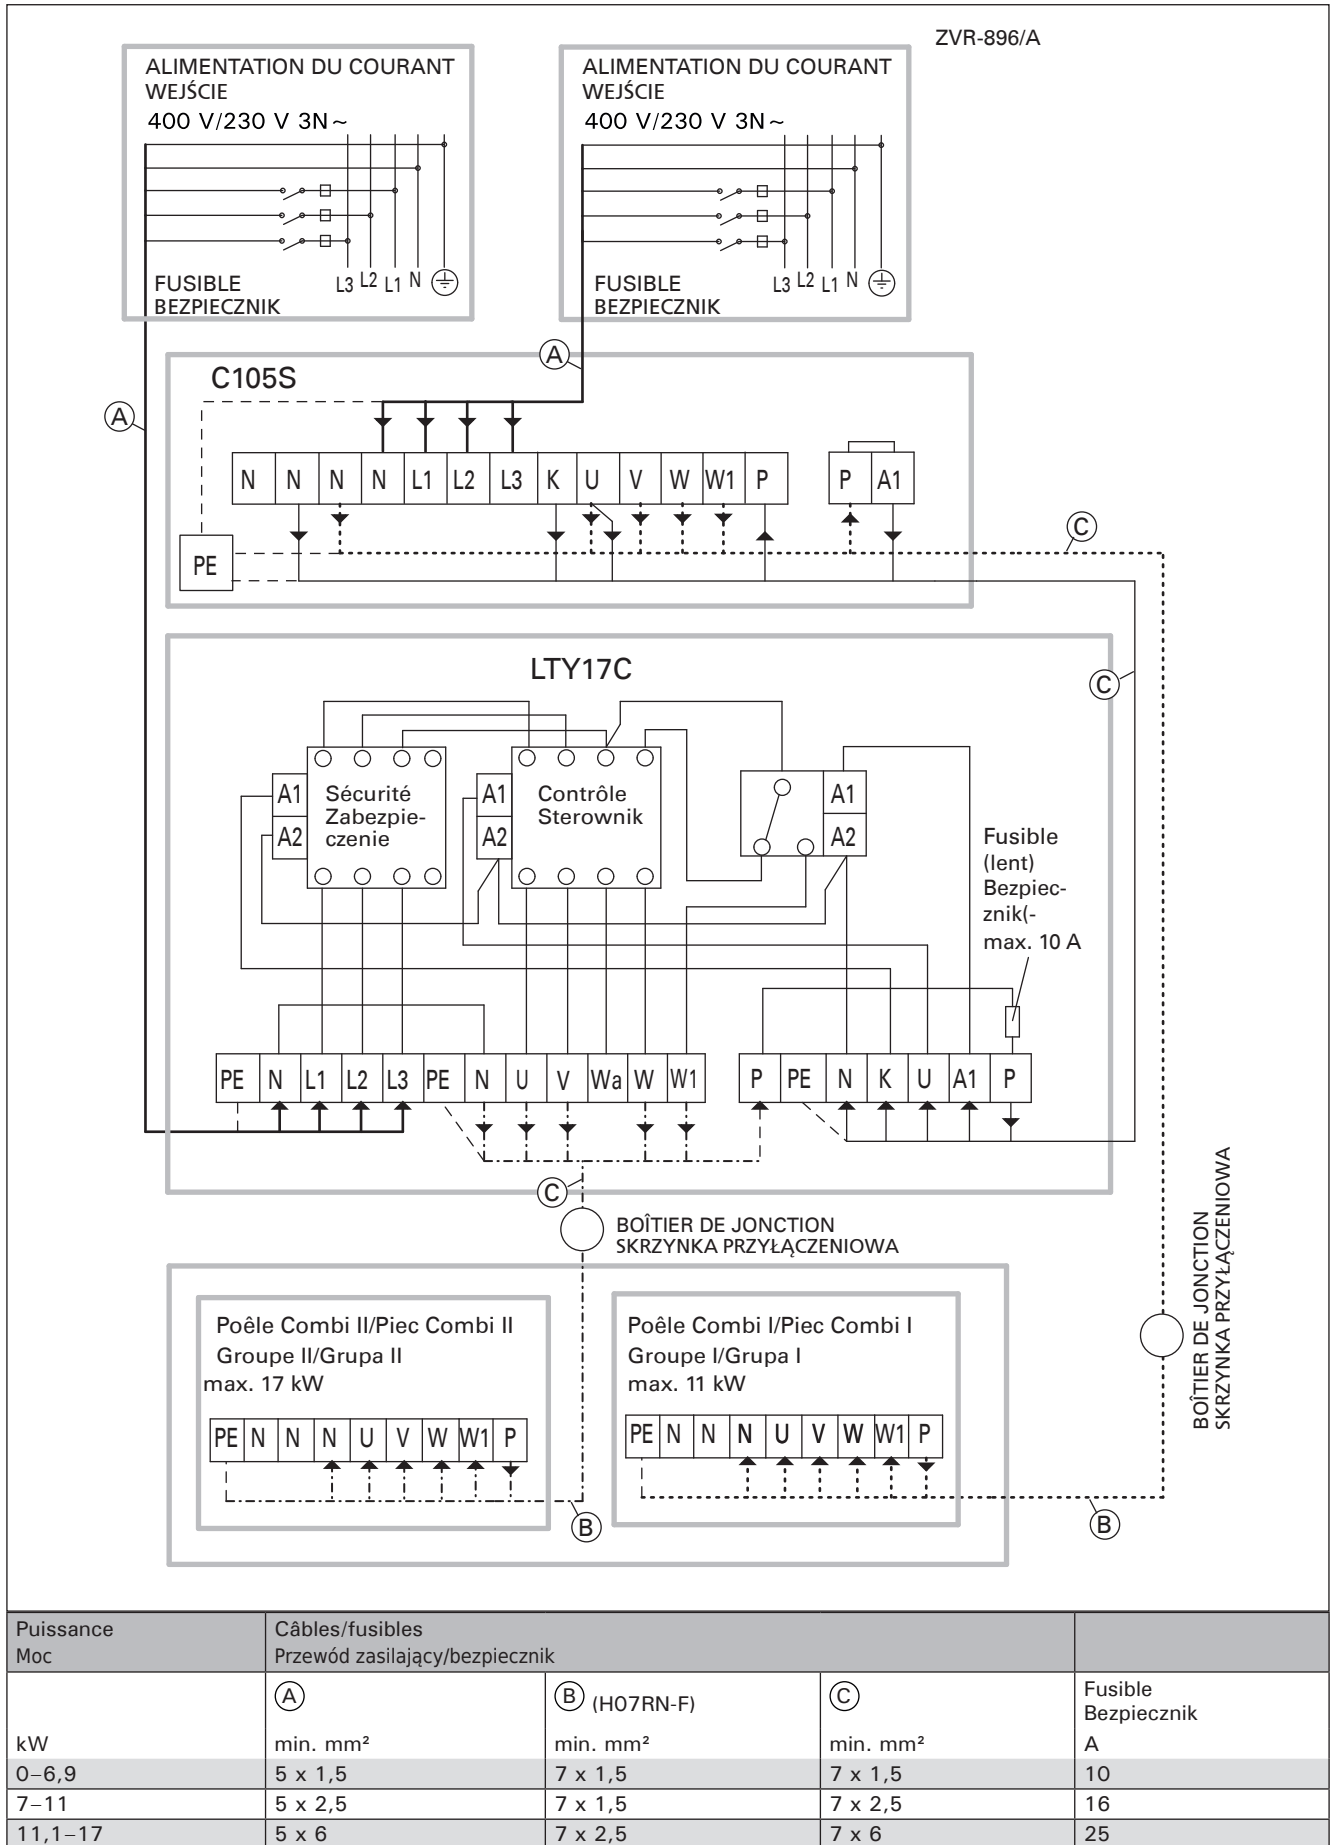 ZVR-896/A
ALIMENTATION DU COURANT
WEJŚCIE
400 V/230 V 3N~
L3 L2 L1 N
FUSIBLE
BEZPIECZNIK
ALIMENTATION DU COURANT
WEJŚCIE
400 V/230 V 3N~
L3 L2 L1 N
FUSIBLE
BEZPIECZNIK
A
A
C105S
N N N N L1 L2 L3 K U V W W1 P
P A1
PE
C
LTY17C
C
A1
A2
Sécurité
Zabezpie-
czenie
A1
A2
Contrôle
Sterownik
A1
A2
Fusible
(lent)
Bezpiec-
znik(-
max. 10 A
PE N L1 L2 L3 PE N U V Wa W W1
P PE N K U A1 P
C
BOÎTIER DE JONCTION
SKRZYNKA PRZYŁĄCZENIOWA
BOÎTIER DE JONCTION
SKRZYNKA PRZYŁĄCZENIOWA
Poêle Combi II/Piec Combi II
Groupe II/Grupa II
max. 17 kW
PE N N N U V W W1 P
B
Poêle Combi I/Piec Combi I
Groupe I/Grupa I
max. 11 kW
PE N N N U V W W1 P
B
Puissance
Moc
Câbles/fusibles
Przewód zasilający/bezpiecznik
A
B (H07RN-F)
C
Fusible
Bezpiecznik
kW min. mm² min. mm² min. mm² A
0–6,9 5 x 1,5 7 x 1,5 7 x 1,5 10
7–11 5 x 2,5 7 x 1,5 7 x 2,5 16
11,1–17 5 x 6 7 x 2,5 7 x 6 25